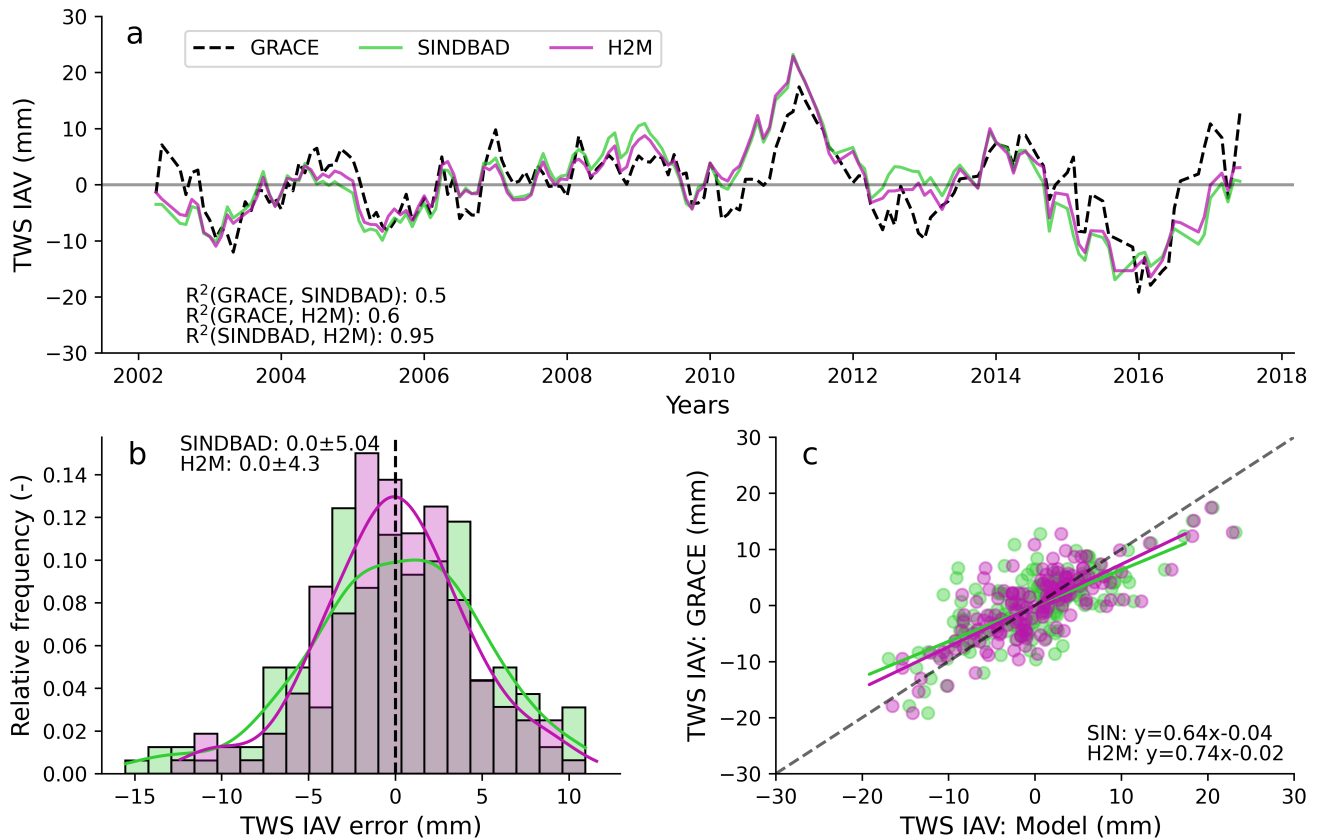 a
GRACE SINDBAD H2M
30
20
10
0
−10
−20
−30
TWS IAV (mm)
R²(GRACE, SINDBAD): 0.5
R²(GRACE, H2M): 0.6
R²(SINDBAD, H2M): 0.95
2002 2004 2006 2008 2010 2012 2014 2016 2018
Years
b
SINDBAD: 0.0±5.04
H2M: 0.0±4.3
0.14
0.12
0.10
0.08
0.06
0.04
0.02
0.00
Relative frequency (-)
−15 −10 −5 0 5 10
TWS IAV error (mm)
c
30
20
10
0
−10
−20
−30
TWS IAV: GRACE (mm)
SIN: y=0.64x-0.04
H2M: y=0.74x-0.02
−30 −20 −10 0 10 20 30
TWS IAV: Model (mm)